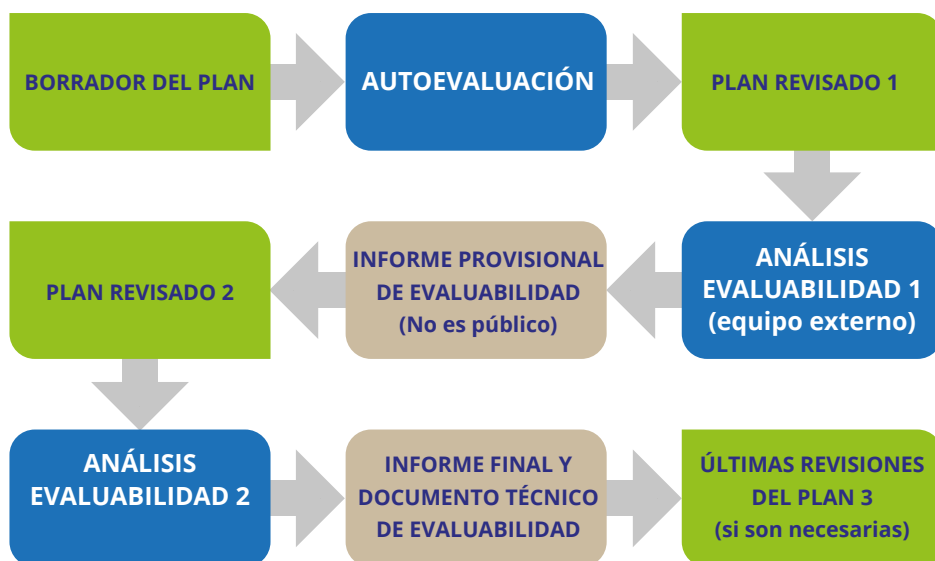 BORRADOR DEL PLAN
AUTOEVALUACIÓN
PLAN REVISADO 1
ANÁLISIS
EVALUABILIDAD 1
(equipo externo)
INFORME PROVISIONAL
DE EVALUABILIDAD
(No es público)
PLAN REVISADO 2
ANÁLISIS
EVALUABILIDAD 2
INFORME FINAL Y
DOCUMENTO TÉCNICO
DE EVALUABILIDAD
ÚLTIMAS REVISIONES
DEL PLAN 3
(si son necesarias)